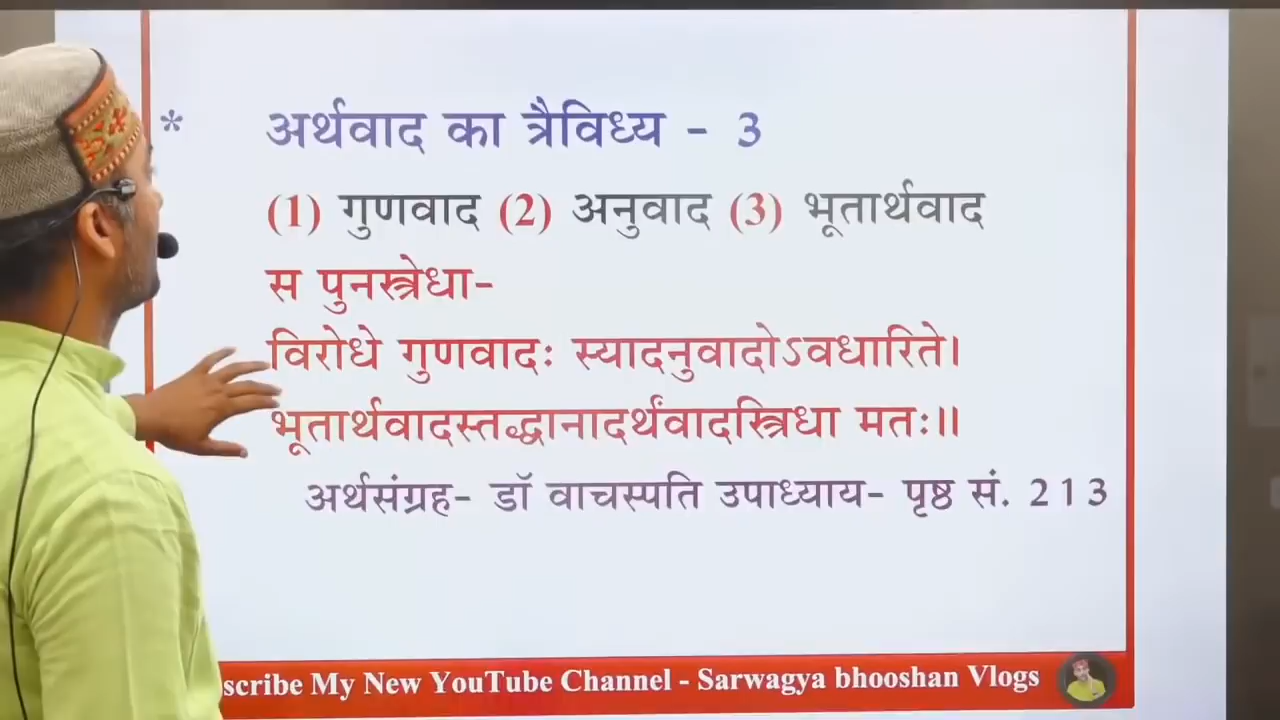 * अर्थवाद का त्रैविध्य - 3
(1) गुणवाद (2) अनुवाद (3) भूतार्थवाद
स पुनस्त्रेधा-
विरोधे गुणवादः स्यादनुवादोऽवधारिते।
भूतार्थवादस्तद्धानादर्थंवादस्त्रिधा मतः॥
अर्थसंग्रह- डॉ वाचस्पति उपाध्याय- पृष्ठ सं. 213
scribe My New YouTube Channel - Sarwagya bhooshan Vlogs